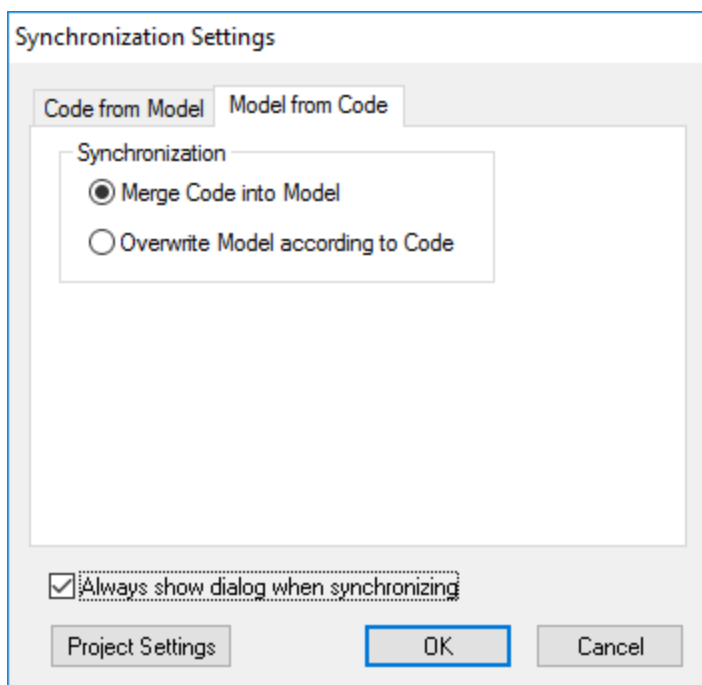 Synchronization Settings
Code from Model
Model from Code
Synchronization
Merge Code into Model
Overwrite Model according to Code
Always show dialog when synchronizing
Project Settings
OK
Cancel